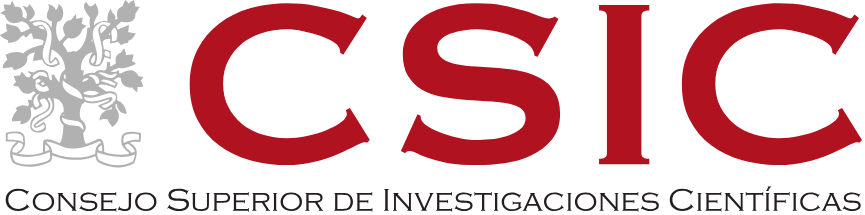 CSIC
CONSEJO SUPERIOR DE INVESTIGACIONES CIENTÍFICAS